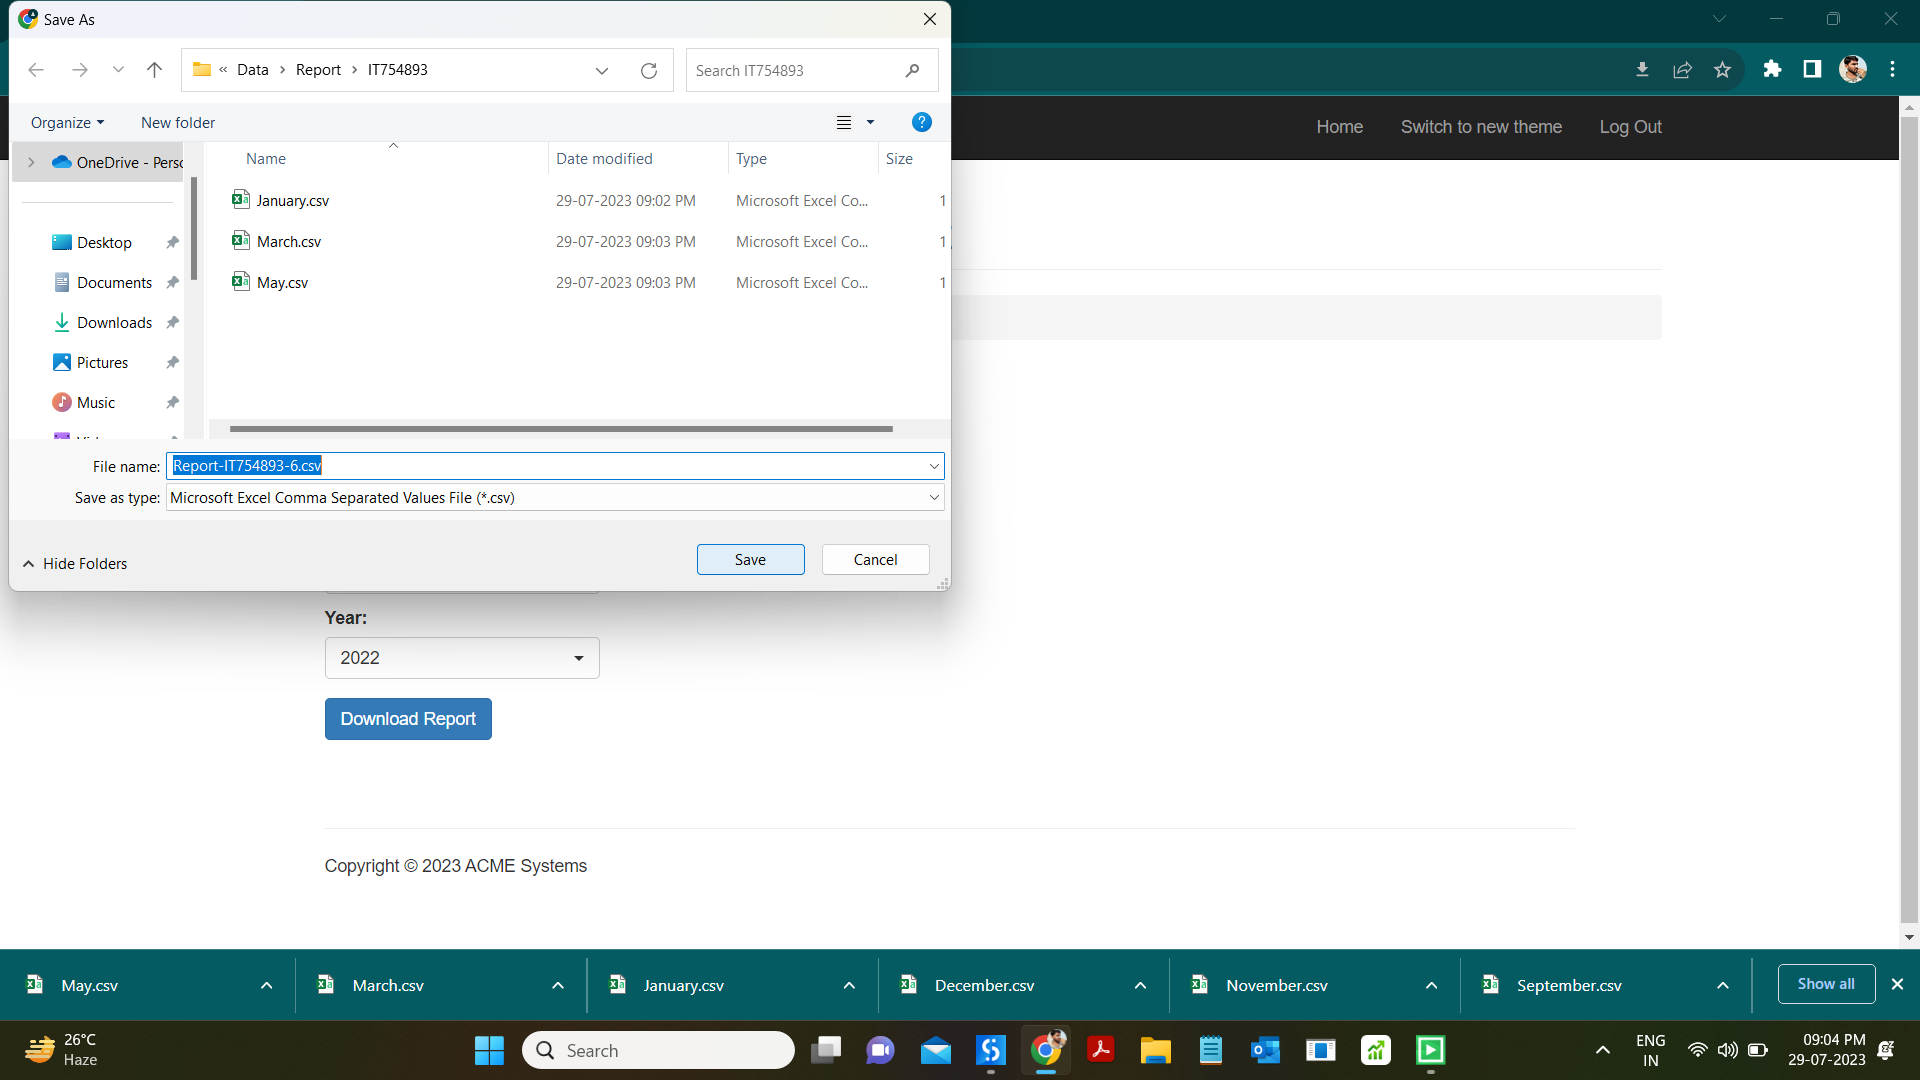 Save As
« Data › Report › IT754893
Search IT754893
Organize
New folder
?
Home
Switch to new theme
Log Out
OneDrive - Perso
Name
Date modified
Type
Size
January.csv
29-07-2023 09:02 PM
Microsoft Excel Co...
1
March.csv
29-07-2023 09:03 PM
Microsoft Excel Co...
1
May.csv
29-07-2023 09:03 PM
Microsoft Excel Co...
1
Desktop
Documents
Downloads
Pictures
Music
File name: Report-IT754893-6.csv
Save as type: Microsoft Excel Comma Separated Values File (*.csv)
Hide Folders
Save
Cancel
Year:
2022
Download Report
Copyright © 2023 ACME Systems
May.csv
March.csv
January.csv
December.csv
November.csv
September.csv
Show all
26°C
Haze
Search
ENG
IN
09:04 PM
29-07-2023